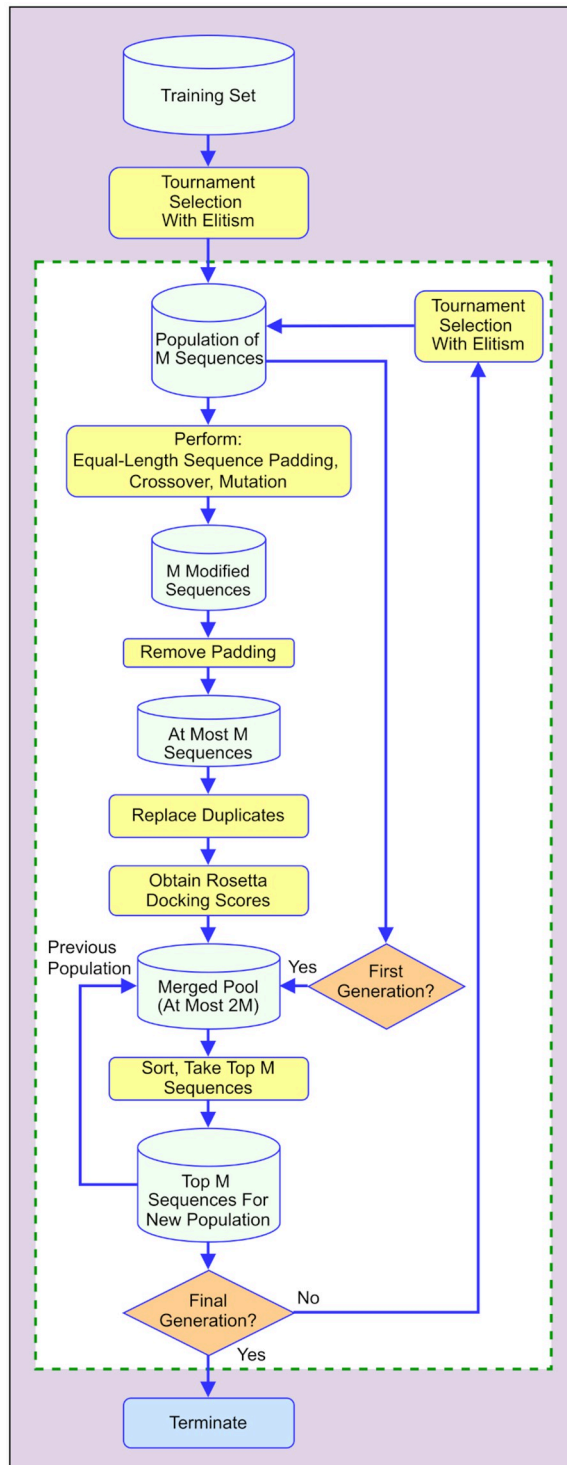 Training Set
Tournament
Selection
With Elitism
Population of
M Sequences
Tournament
Selection
With Elitism
Perform:
Equal-Length Sequence Padding,
Crossover, Mutation
M Modified
Sequences
Remove Padding
At Most M
Sequences
Replace Duplicates
Obtain Rosetta
Docking Scores
Previous
Population
Merged Pool
(At Most 2M)
Yes
First
Generation?
Sort, Take Top M
Sequences
Top M
Sequences For
New Population
Final
Generation?
No
Yes
Terminate